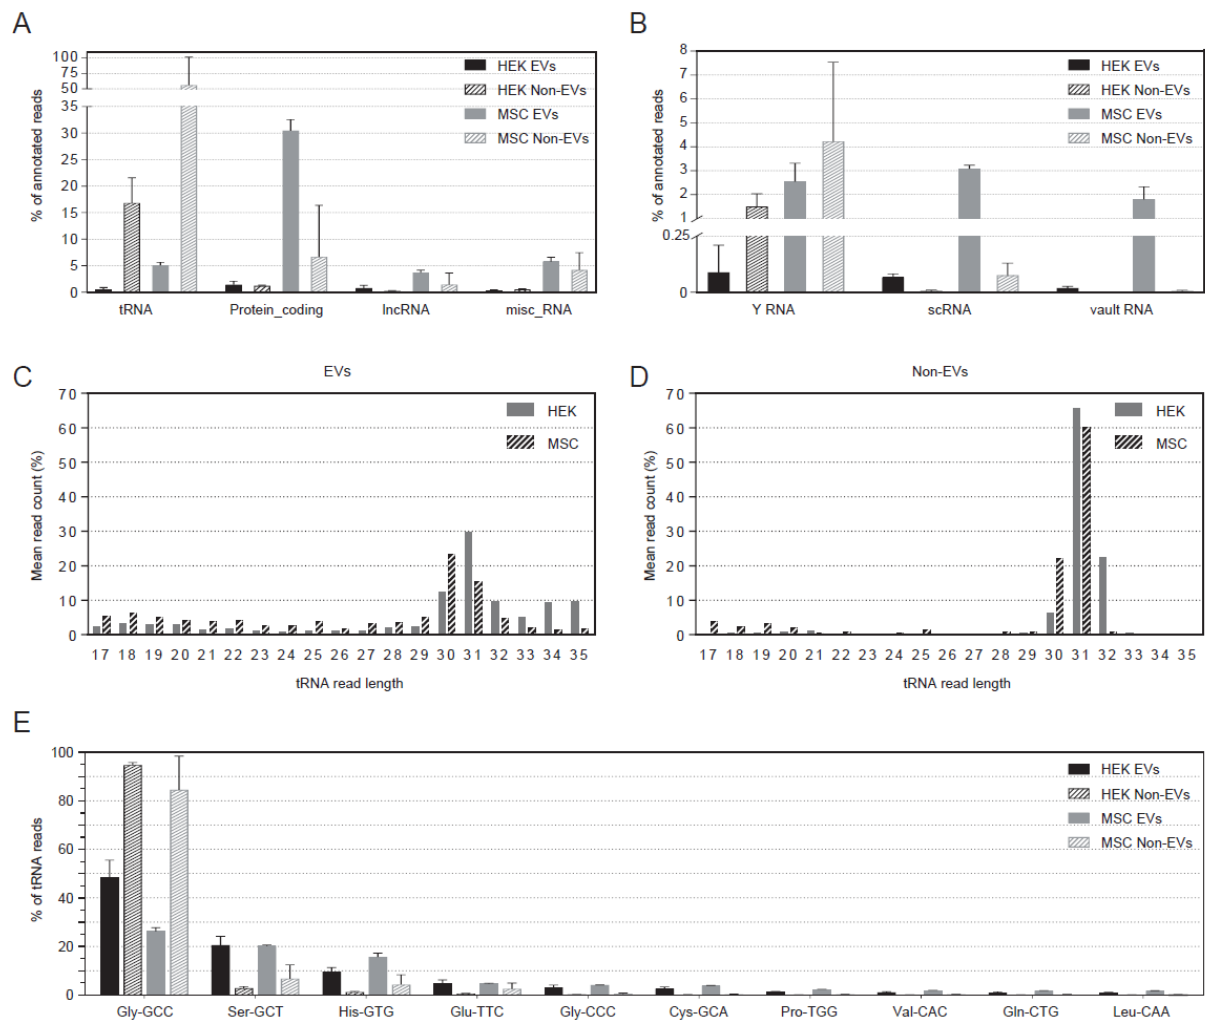 A
% of annotated reads
100
75
50
35
30
25
20
15
10
5
0
HEK EVs
HEK Non-EVs
MSC EVs
MSC Non-EVs
tRNA Protein_coding lncRNA misc_RNA
B
% of annotated reads
8
7
6
5
4
3
2
1
0.25
0
HEK EVs
HEK Non-EVs
MSC EVs
MSC Non-EVs
Y RNA scRNA vault RNA
C
EVs
Mean read count (%)
70
60
50
40
30
20
10
0
HEK
MSC
17 18 19 20 21 22 23 24 25 26 27 28 29 30 31 32 33 34 35
tRNA read length
D
Non-EVs
Mean read count (%)
70
60
50
40
30
20
10
0
HEK
MSC
17 18 19 20 21 22 23 24 25 26 27 28 29 30 31 32 33 34 35
tRNA read length
E
% of tRNA reads
100
80
60
40
20
0
HEK EVs
HEK Non-EVs
MSC EVs
MSC Non-EVs
Gly-GCC Ser-GCT His-GTG Glu-TTC Gly-CCC Cys-GCA Pro-TGG Val-CAC Gln-CTG Leu-CAA